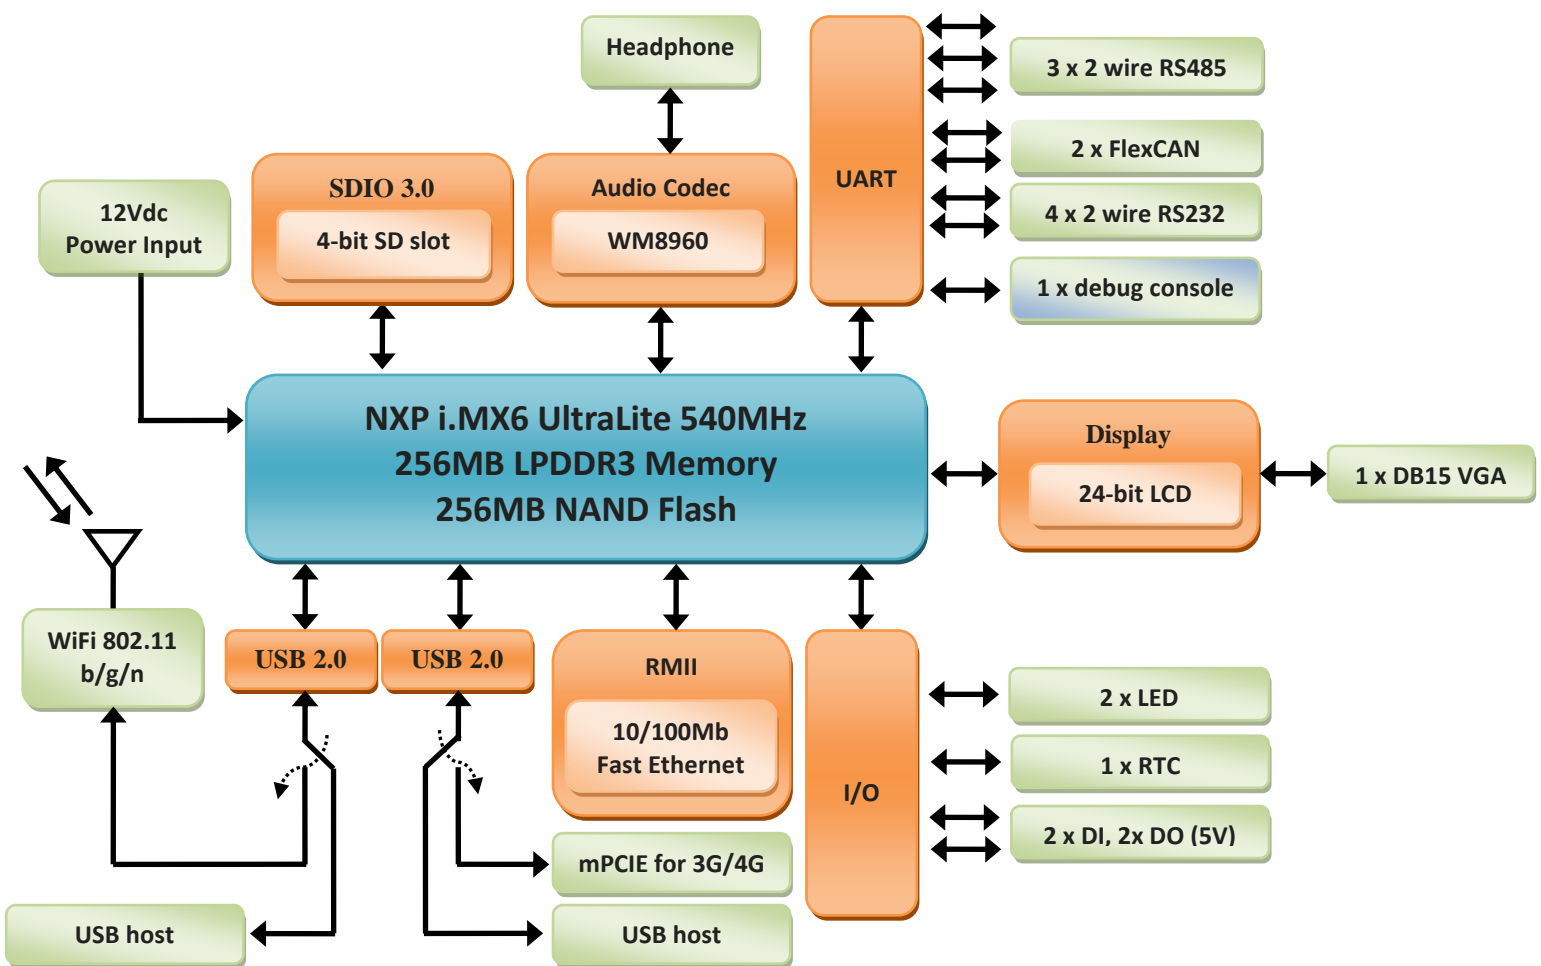 Headphone
3 x 2 wire RS485
2 x FlexCAN
UART
SDIO 3.0
4-bit SD slot
Audio Codec
WM8960
12Vdc
Power Input
4 x 2 wire RS232
1 x debug console
NXP i.MX6 UltraLite 540MHz
256MB LPDDR3 Memory
256MB NAND Flash
Display
24-bit LCD
1 x DB15 VGA
WiFi 802.11
b/g/n
USB 2.0
USB 2.0
RMII
10/100Mb
Fast Ethernet
I/O
2 x LED
1 x RTC
2 x DI, 2x DO (5V)
mPCIE for 3G/4G
USB host
USB host